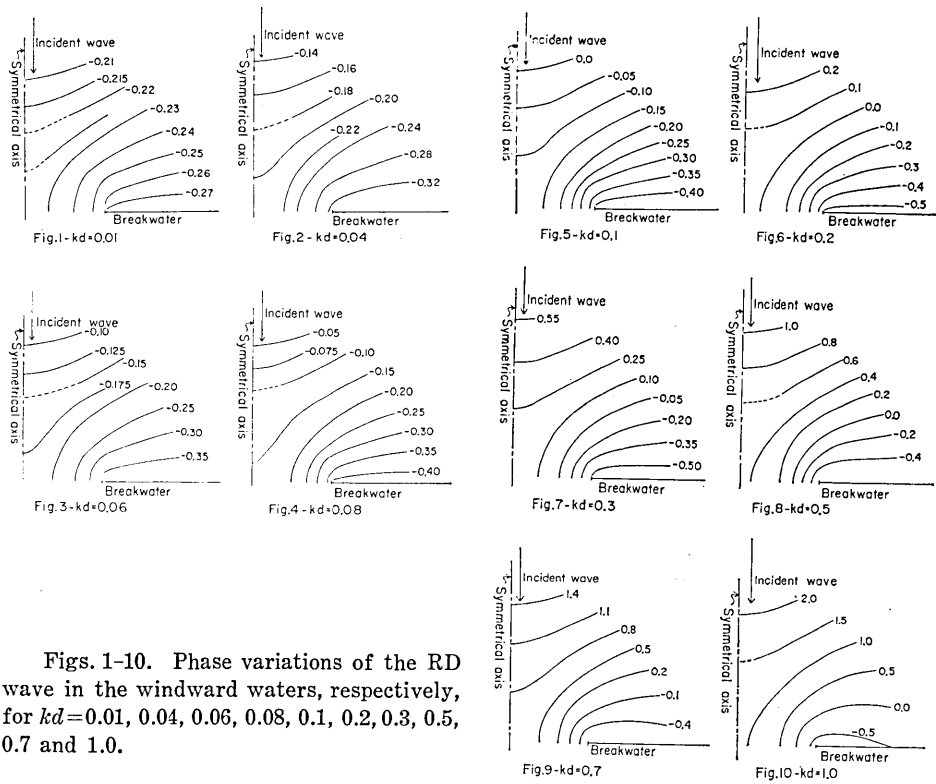 Incident wave
Symmetrical axis
-0.21
-0.215
-0.22
-0.23
-0.24
-0.25
-0.26
-0.27
Breakwater
Fig.1-kd=0.01
Incident wave
Symmetrical axis
-0.14
-0.16
-0.18
-0.20
-0.22
-0.24
-0.28
-0.32
Breakwater
Fig.2-kd=0.04
Incident wave
Symmetrical axis
0.0
-0.05
-0.10
-0.15
-0.20
-0.25
-0.30
-0.35
-0.40
Breakwater
Fig.5-kd=0.1
Incident wave
Symmetrical axis
0.2
0.1
0.0
-0.1
-0.2
-0.3
-0.4
-0.5
Breakwater
Fig.6-kd=0.2
Incident wave
Symmetrical axis
-0.10
-0.125
-0.15
-0.175
-0.20
-0.25
-0.30
-0.35
Breakwater
Fig.3-kd=0.06
Incident wave
Symmetrical axis
-0.05
-0.075
-0.10
-0.15
-0.20
-0.25
-0.30
-0.35
-0.40
Breakwater
Fig.4-kd=0.08
Incident wave
Symmetrical axis
0.55
0.40
0.25
0.10
-0.05
-0.20
-0.35
-0.50
Breakwater
Fig.7-kd=0.3
Incident wave
Symmetrical axis
1.0
0.8
0.6
0.4
0.2
0.0
-0.2
-0.4
Breakwater
Fig.8-kd=0.5
Incident wave
Symmetrical axis
1.4
1.1
0.8
0.5
0.2
-0.1
-0.4
Breakwater
Fig.9-kd=0.7
Incident wave
Symmetrical axis
2.0
1.5
1.0
0.5
0.0
-0.5
Breakwater
Fig.10-kd=1.0
Figs. 1-10. Phase variations of the RD
wave in the windward waters, respectively,
for kd=0.01, 0.04, 0.06, 0.08, 0.1, 0.2, 0.3, 0.5,
0.7 and 1.0.